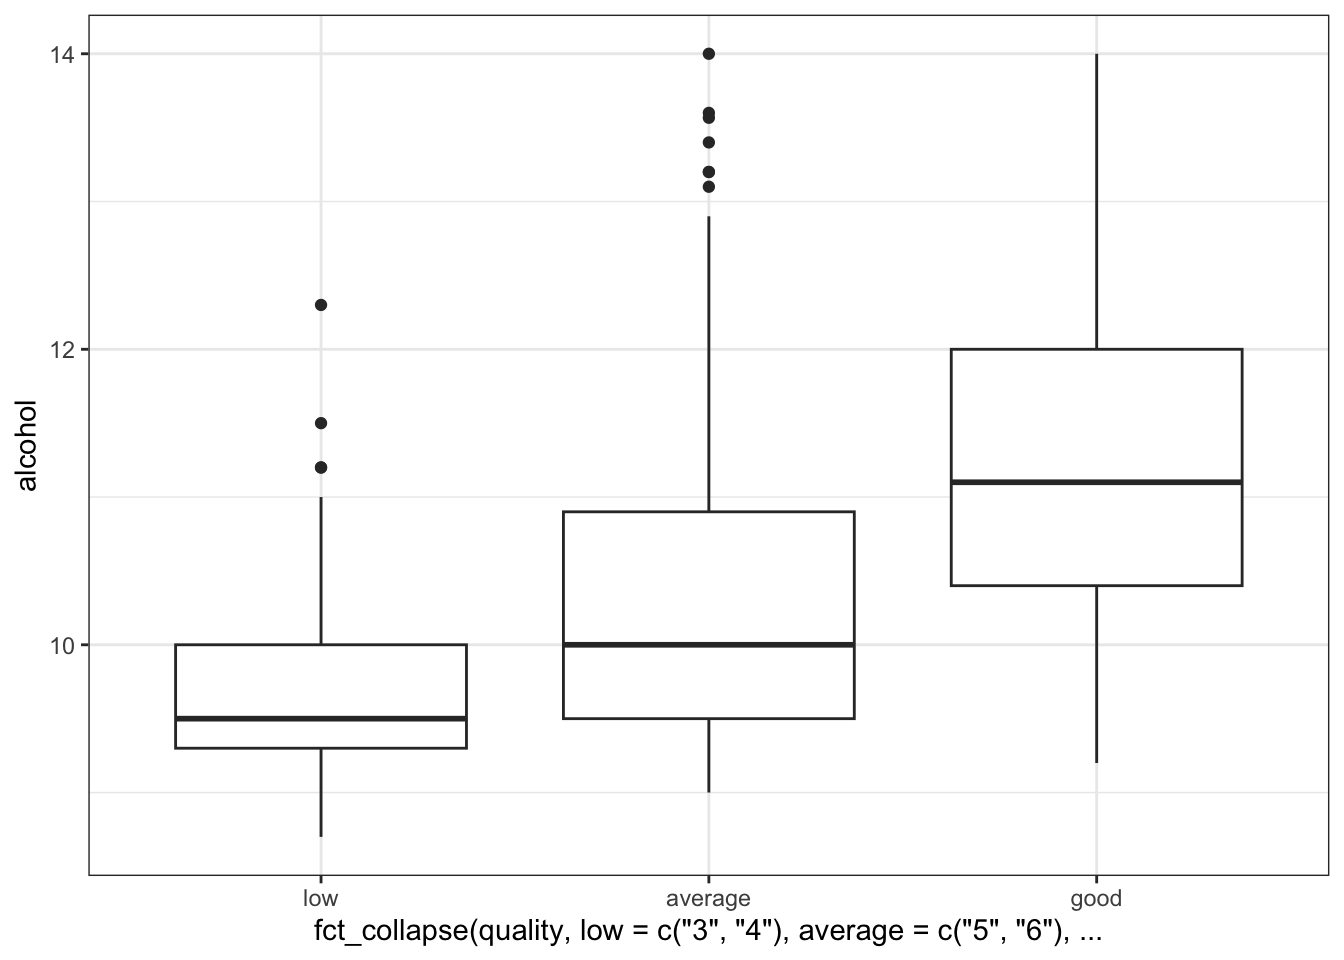 14
12
10
alcohol
low average good
fct_collapse(quality, low = c("3", "4"), average = c("5", "6"), ...